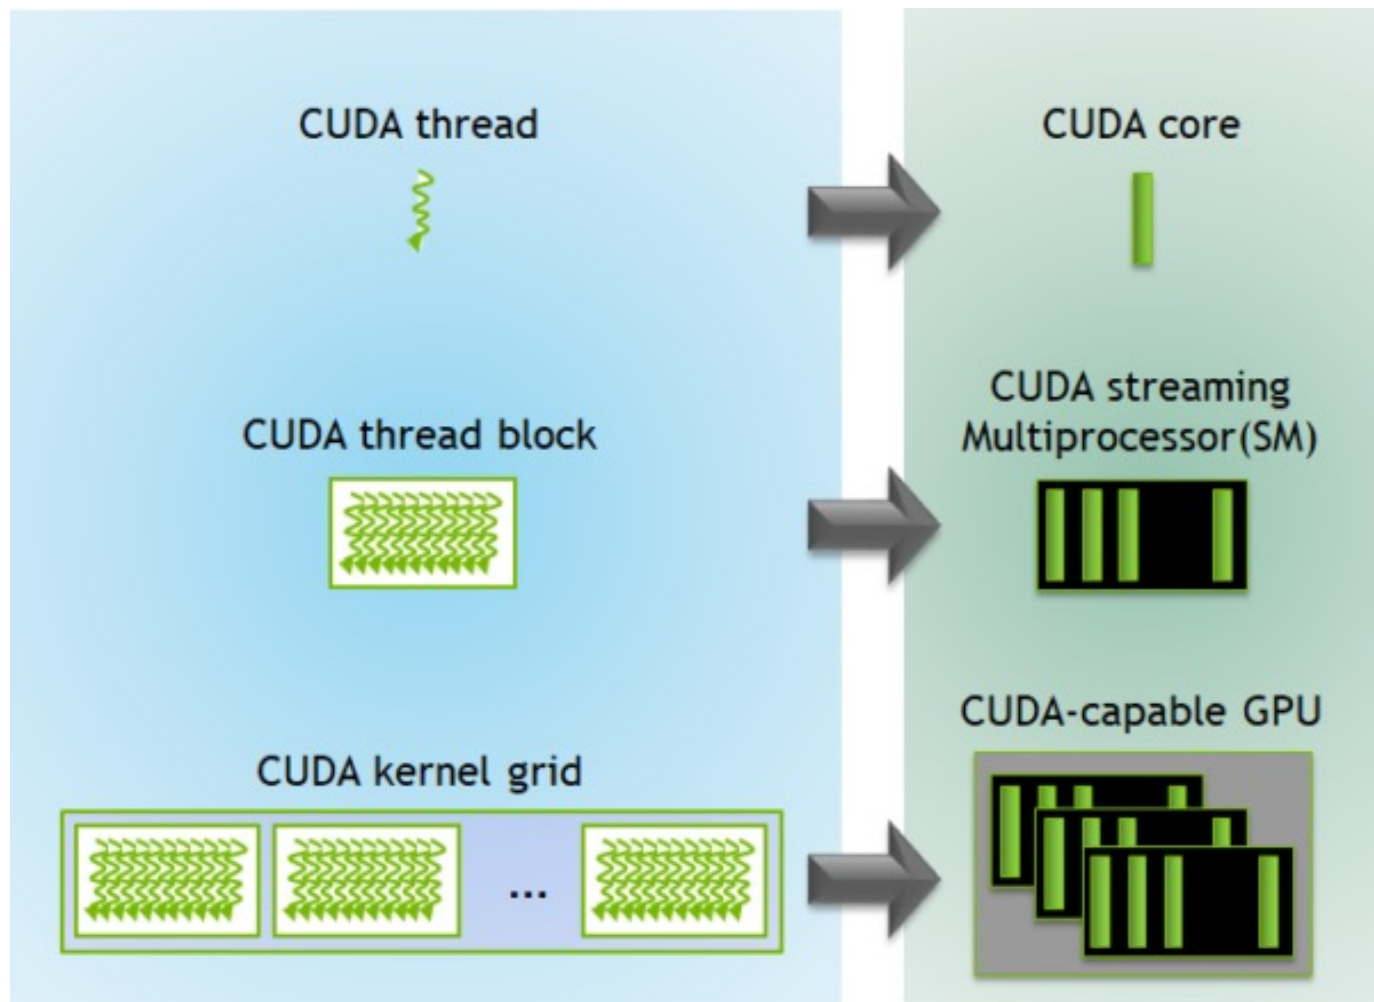 CUDA thread
CUDA core
CUDA thread block
CUDA streaming
Multiprocessor(SM)
CUDA kernel grid
...
CUDA-capable GPU